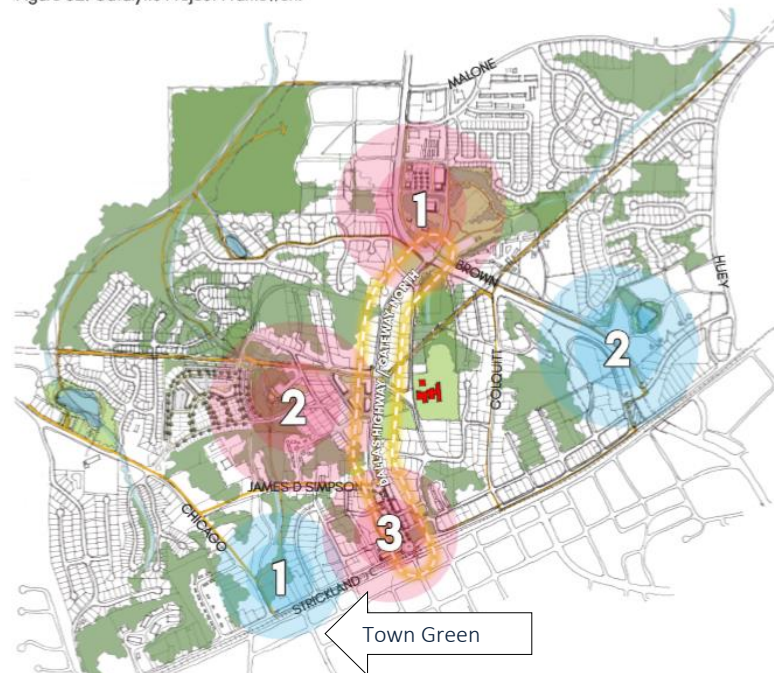 MALONE
1
BROWN
HUEY
DALLAS HIGHWAY / GATEWAY NORTH
2
COLQUITT
2
JAMES D SIMPSON
CHICAGO
3
1
STRICKLAND
Town Green